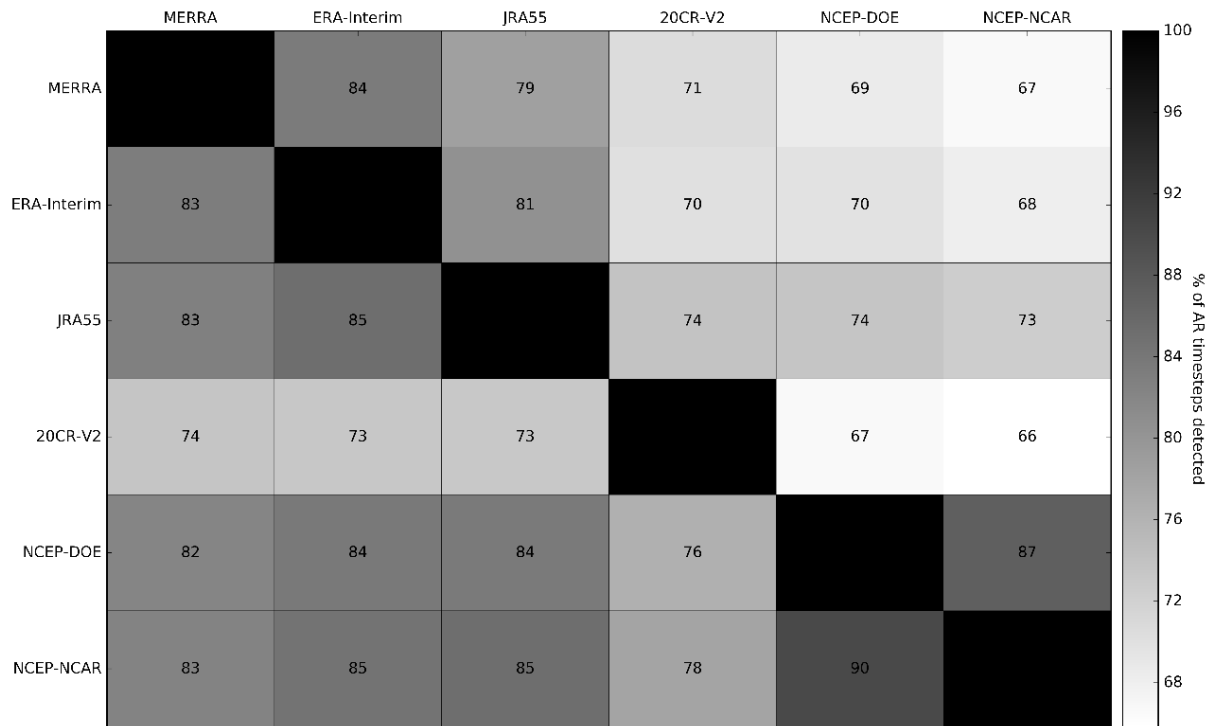 MERRA ERA-Interim JRA55 20CR-V2 NCEP-DOE NCEP-NCAR
MERRA 84 79 71 69 67
ERA-Interim 83 81 70 70 68
JRA55 83 85 74 74 73
20CR-V2 74 73 73 67 66
NCEP-DOE 82 84 84 76 87
NCEP-NCAR 83 85 85 78 90
100
96
92
88
84
80
76
72
68
% of AR timesteps detected